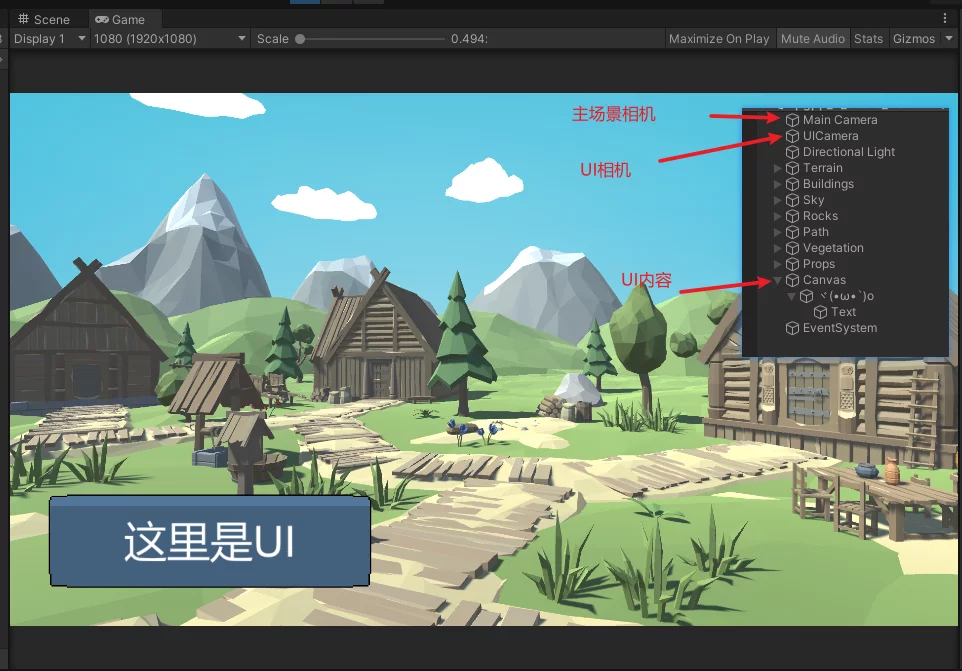 Scene Game
Display 1 1080 (1920x1080) Scale 0.494: Maximize On Play Mute Audio Stats Gizmos
主场景相机
UI相机
UI内容
Main Camera
UICamera
Directional Light
Terrain
Buildings
Sky
Rocks
Path
Vegetation
Props
Canvas
ヾ(•ω•`)o
Text
EventSystem
这里是UI